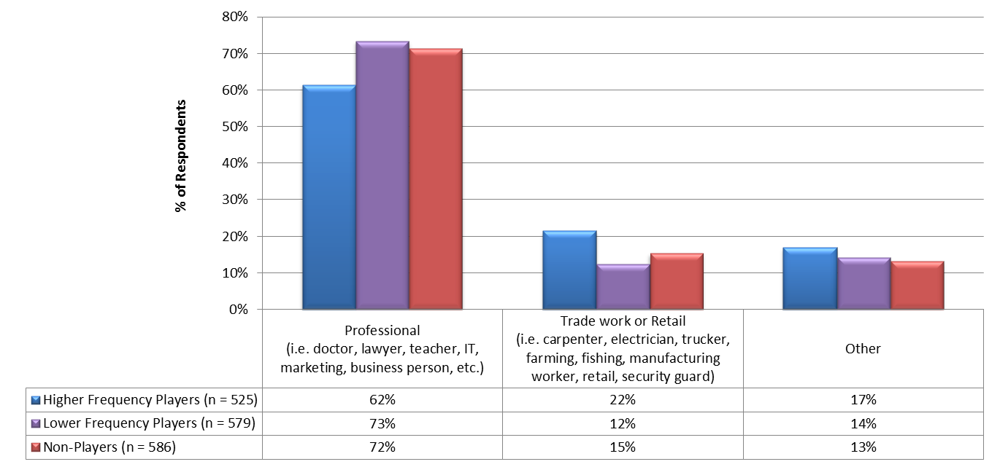 80%
70%
60%
50%
40%
30%
20%
10%
0%
% of Respondents
Professional
(i.e. doctor, lawyer, teacher, IT,
marketing, business person, etc.)
Trade work or Retail
(i.e. carpenter, electrician, trucker,
farming, fishing, manufacturing
worker, retail, security guard)
Other
Higher Frequency Players (n = 525) 62% 22% 17%
Lower Frequency Players (n = 579) 73% 12% 14%
Non-Players (n = 586) 72% 15% 13%